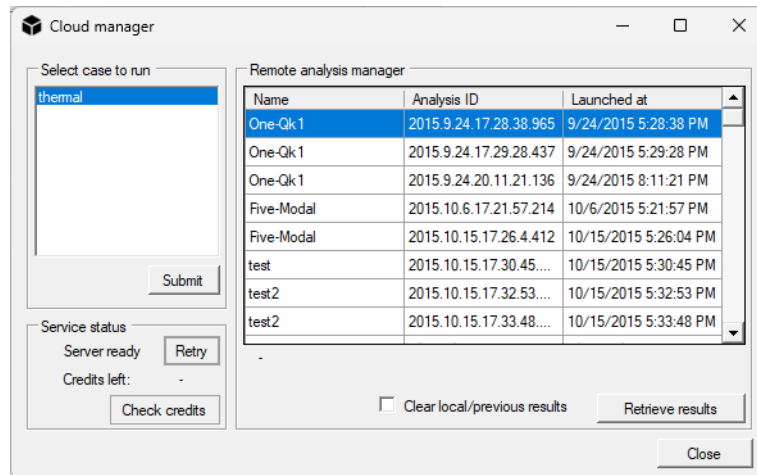 Cloud manager
Select case to run
thermal
Submit
Service status
Server ready Retry
Credits left: -
Check credits
Remote analysis manager
Name Analysis ID Launched at
One-Qk1 2015.9.24.17.28.38.965 9/24/2015 5:28:38 PM
One-Qk1 2015.9.24.17.29.28.437 9/24/2015 5:29:28 PM
One-Qk1 2015.9.24.20.11.21.136 9/24/2015 8:11:21 PM
Five-Modal 2015.10.6.17.21.57.214 10/6/2015 5:21:57 PM
Five-Modal 2015.10.15.17.26.4.412 10/15/2015 5:26:04 PM
test 2015.10.15.17.30.45.... 10/15/2015 5:30:45 PM
test2 2015.10.15.17.32.53.... 10/15/2015 5:32:53 PM
test2 2015.10.15.17.33.48.... 10/15/2015 5:33:48 PM
-
Clear local/previous results Retrieve results
Close